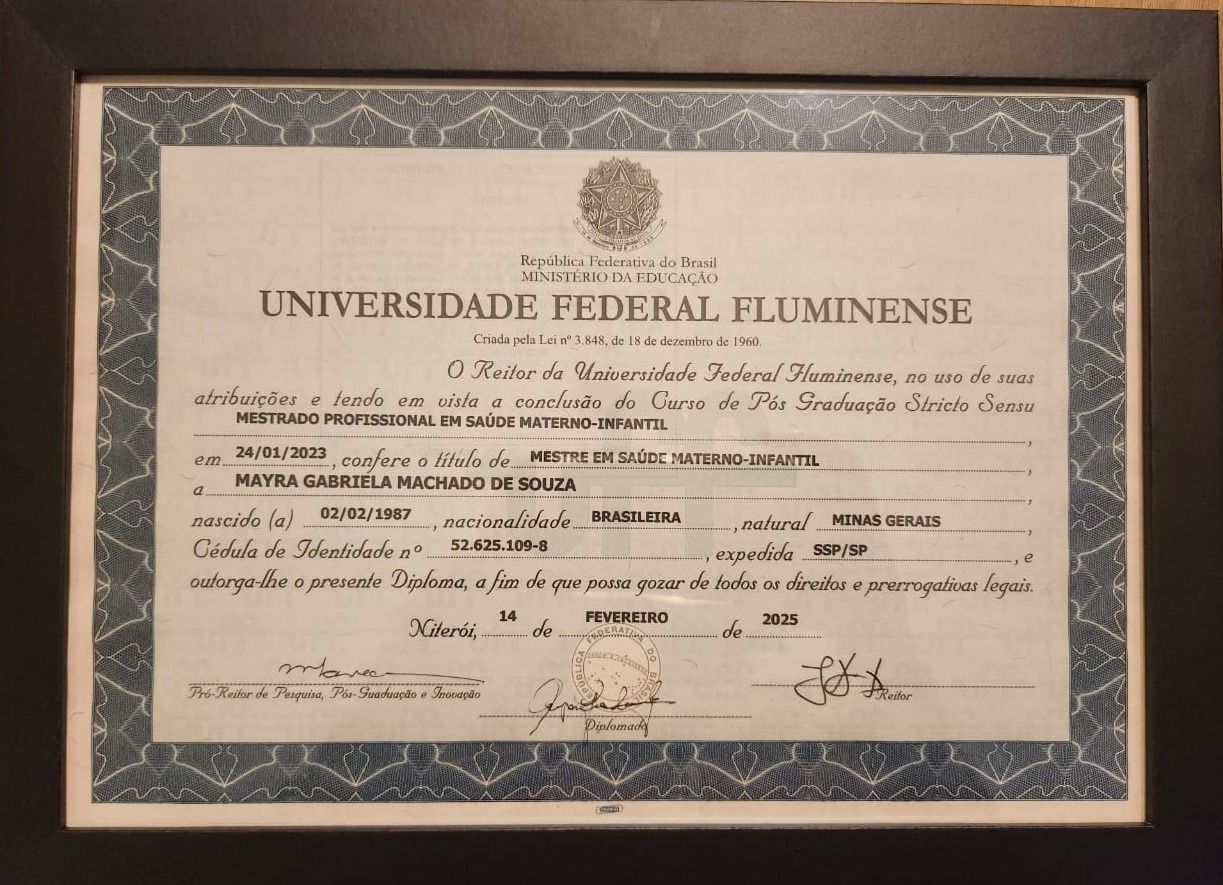 República Federativa do Brasil
MINISTÉRIO DA EDUCAÇÃO
UNIVERSIDADE FEDERAL FLUMINENSE
Criada pela Lei nº 3.848, de 18 de dezembro de 1960.
O Reitor da Universidade Federal Fluminense, no uso de suas
atribuições e tendo em vista a conclusão do Curso de Pós Graduação Stricto Sensu
MESTRADO PROFISSIONAL EM SAÚDE MATERNO-INFANTIL,
em 24/01/2023, confere o título de MESTRE EM SAÚDE MATERNO-INFANTIL,
a MAYRA GABRIELA MACHADO DE SOUZA,
nascido (a) 02/02/1987, nacionalidade BRASILEIRA, natural MINAS GERAIS,
Cédula de Identidade nº 52.625.109-8, expedida SSP/SP, e
outorga-lhe o presente Diploma, a fim de que possa gozar de todos os direitos e prerrogativas legais.
Niterói, 14 de FEVEREIRO de 2025
REPÚBLICA FEDERATIVA DO BRASIL
Pró-Reitor de Pesquisa, Pós-Graduação e Inovação
Reitor
Diplomado